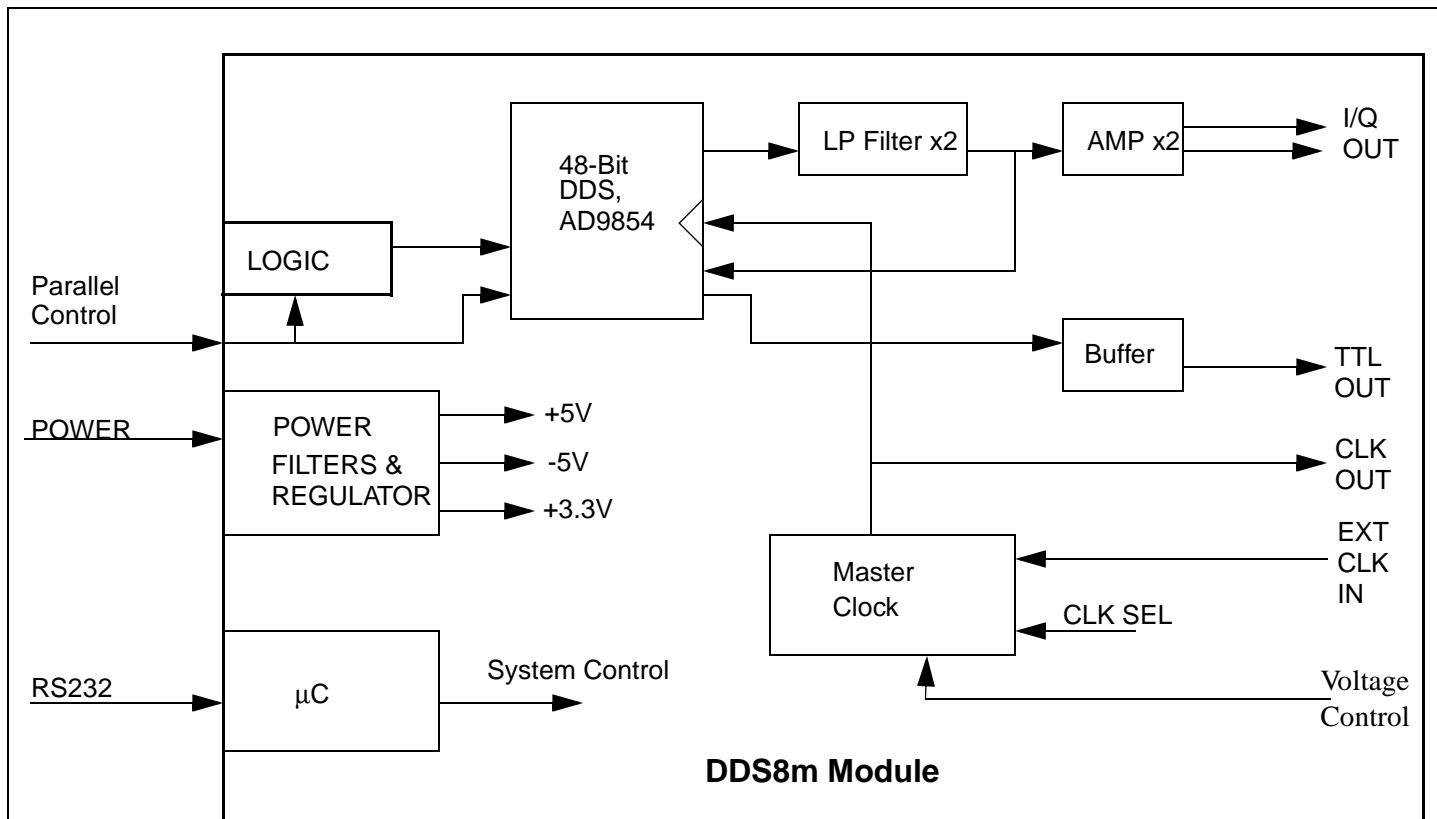 I/Q
OUT
LP Filter x2
AMP x2
48-Bit
DDS,
AD9854
LOGIC
Parallel
Control
Buffer
TTL
OUT
POWER
POWER
FILTERS &
REGULATOR
+5V
-5V
+3.3V
CLK
OUT
EXT
CLK
IN
Master
Clock
CLK SEL
RS232
μC
System Control
Voltage
Control
DDS8m Module